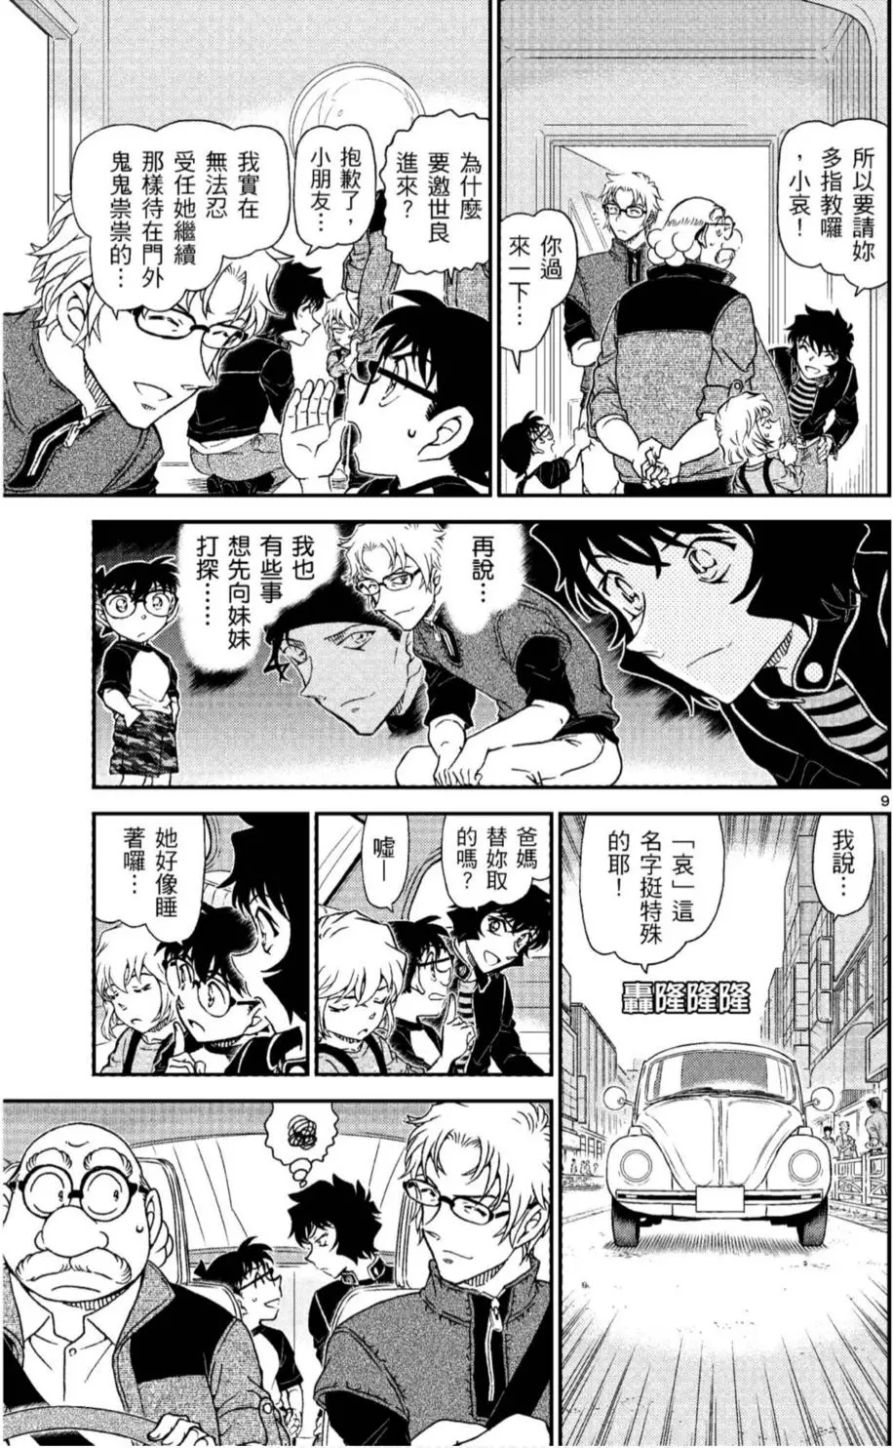 所以要請妳
多指教囉
，小哀！
你過
來一下…
為什麼
要邀世良
進來？
抱歉了，
小朋友…
我實在
無法忍
受任她繼續
那樣待在門外
鬼鬼祟祟的…
再說…
我也
有些事
想先向妹妹
打探……
9
我說…
「哀」這
名字挺特殊
的耶！
轟隆隆隆
爸媽
替妳取
的嗎？
噓—
她好像睡
著囉…